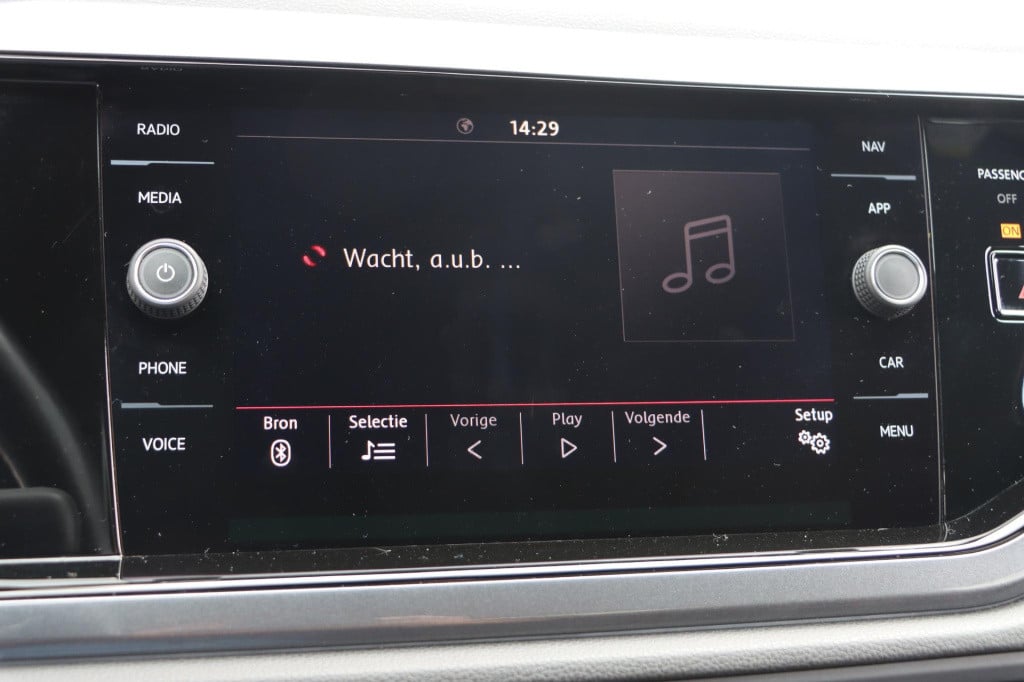 RADIO
MEDIA
PHONE
VOICE
14:29
Wacht, a.u.b. ...
Bron
Selectie
Vorige
Play
Volgende
Setup
NAV
APP
CAR
MENU
OFF
ON